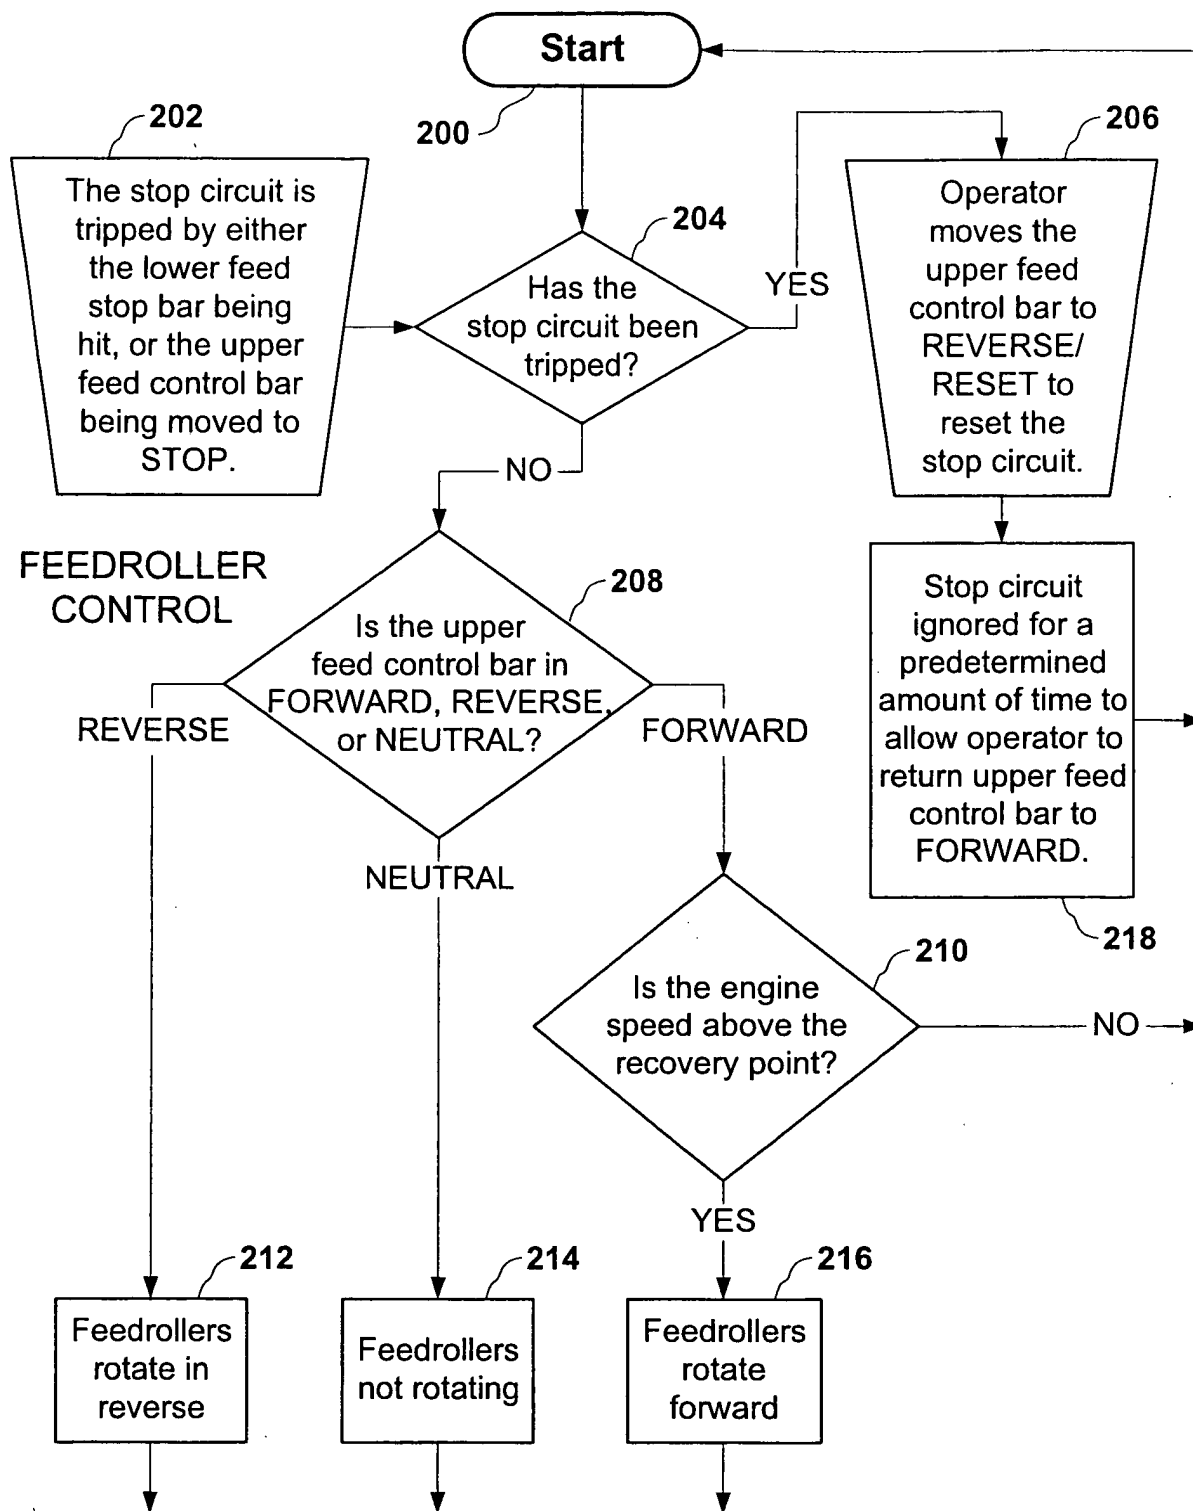 Start
200
202
The stop circuit is
tripped by either
the lower feed
stop bar being
hit, or the upper
feed control bar
being moved to
STOP.
204
Has the
stop circuit been
tripped?
YES
206
Operator
moves the
upper feed
control bar to
REVERSE/
RESET to
reset the
stop circuit.
NO
FEEDROLLER
CONTROL
208
Is the upper
feed control bar in
FORWARD, REVERSE,
or NEUTRAL?
REVERSE
FORWARD
NEUTRAL
Stop circuit
ignored for a
predetermined
amount of time to
allow operator to
return upper feed
control bar to
FORWARD.
218
210
Is the engine
speed above the
recovery point?
NO
YES
212
Feedrollers
rotate in
reverse
214
Feedrollers
not rotating
216
Feedrollers
rotate
forward